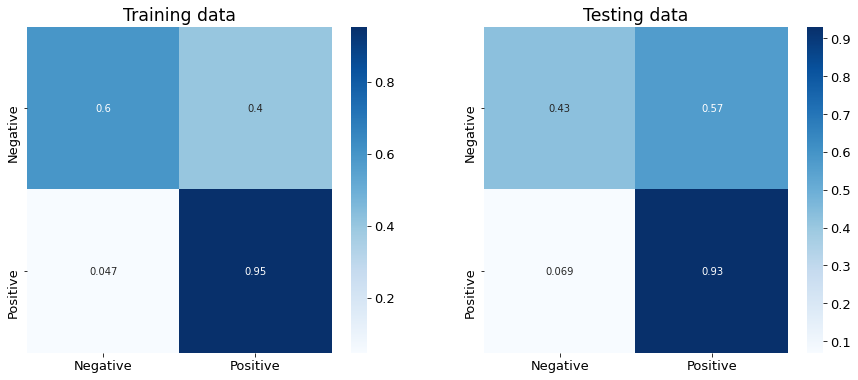 Training data
Negative
Positive
0.6
0.4
0.047
0.95
Negative
Positive
0.8
0.6
0.4
0.2
Testing data
Negative
Positive
0.43
0.57
0.069
0.93
Negative
Positive
0.9
0.8
0.7
0.6
0.5
0.4
0.3
0.2
0.1